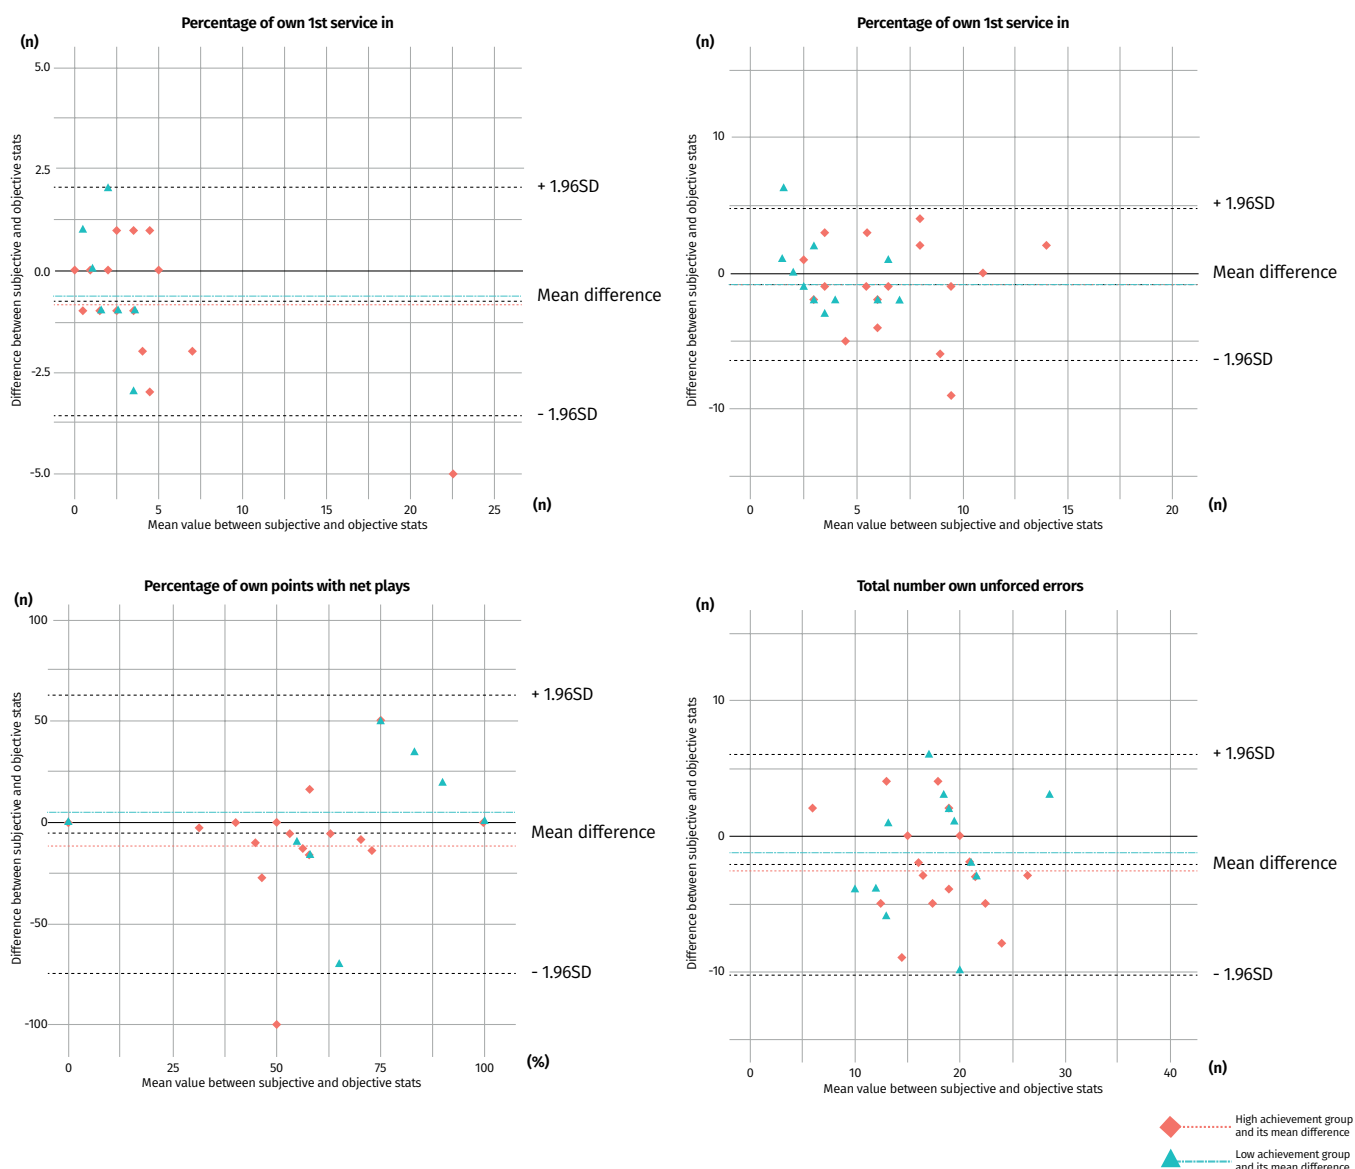 Percentage of own 1st service in
(n)
Difference between subjective and objective stats
5.0
2.5
0.0
-2.5
-5.0
+ 1.96SD
Mean difference
- 1.96SD
0
5
10
15
20
25
(n)
Mean value between subjective and objective stats
Percentage of own 1st service in
(n)
Difference between subjective and objective stats
10
0
-10
+ 1.96SD
Mean difference
- 1.96SD
0
5
10
15
20
(n)
Mean value between subjective and objective stats
Percentage of own points with net plays
(n)
Difference between subjective and objective stats
100
50
0
-50
-100
+ 1.96SD
Mean difference
- 1.96SD
0
25
50
75
100
(%)
Mean value between subjective and objective stats
Total number own unforced errors
(n)
Difference between subjective and objective stats
10
0
-10
+ 1.96SD
Mean difference
- 1.96SD
0
10
20
30
40
(n)
Mean value between subjective and objective stats
High achievement group
and its mean difference
Low achievement group
and its mean difference